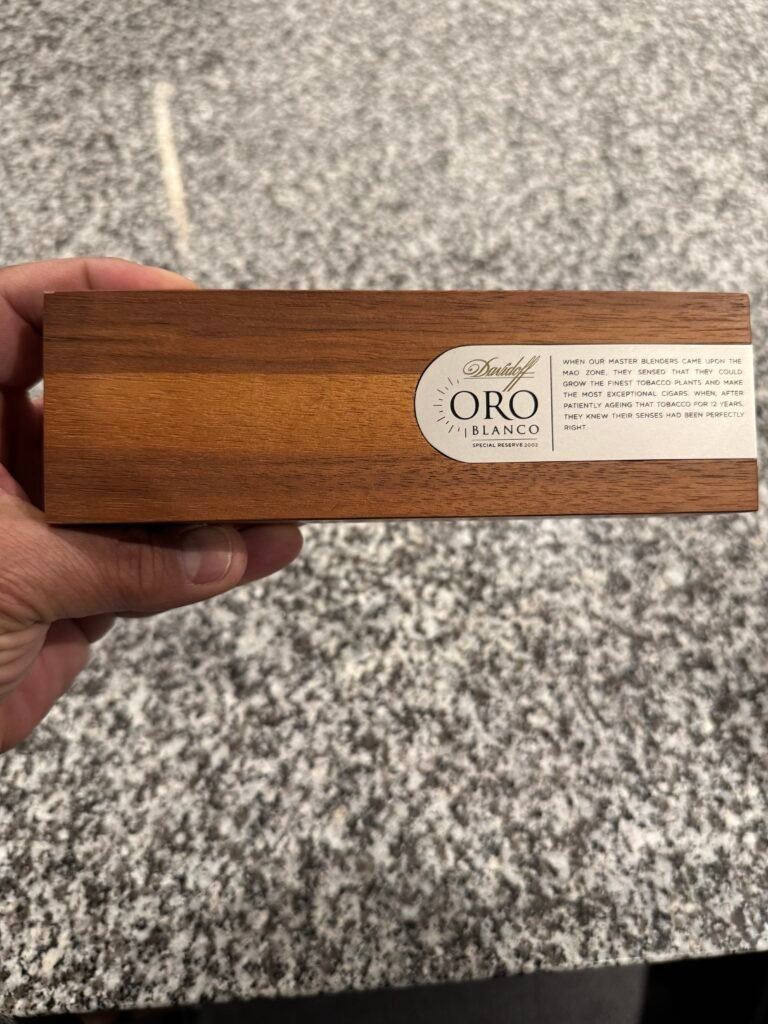 Davidoff
ORO
BLANCO
SPECIAL RESERVE 2002
WHEN OUR MASTER BLENDERS CAME UPON THE
MAO ZONE, THEY SENSED THAT THEY COULD
GROW THE FINEST TOBACCO PLANTS AND MAKE
THE MOST EXCEPTIONAL CIGARS. WHEN, AFTER
PATIENTLY AGEING THAT TOBACCO FOR 12 YEARS,
THEY KNEW THEIR SENSES HAD BEEN PERFECTLY
RIGHT.